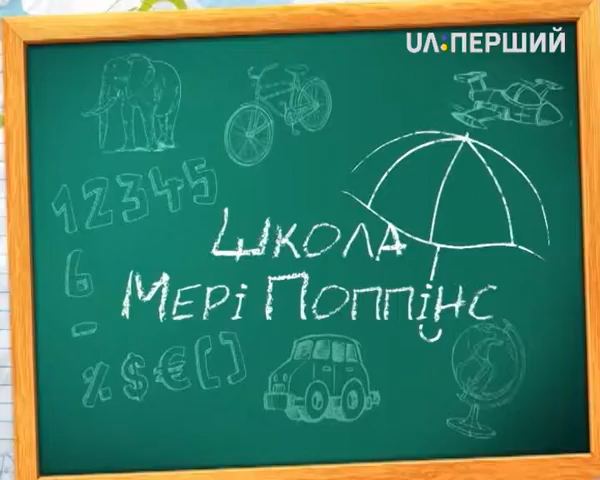 UA:ПЕРШИЙ
12345
ШКОЛА
МЕРІ ПОППІНС
6
-
% $ € [ ]